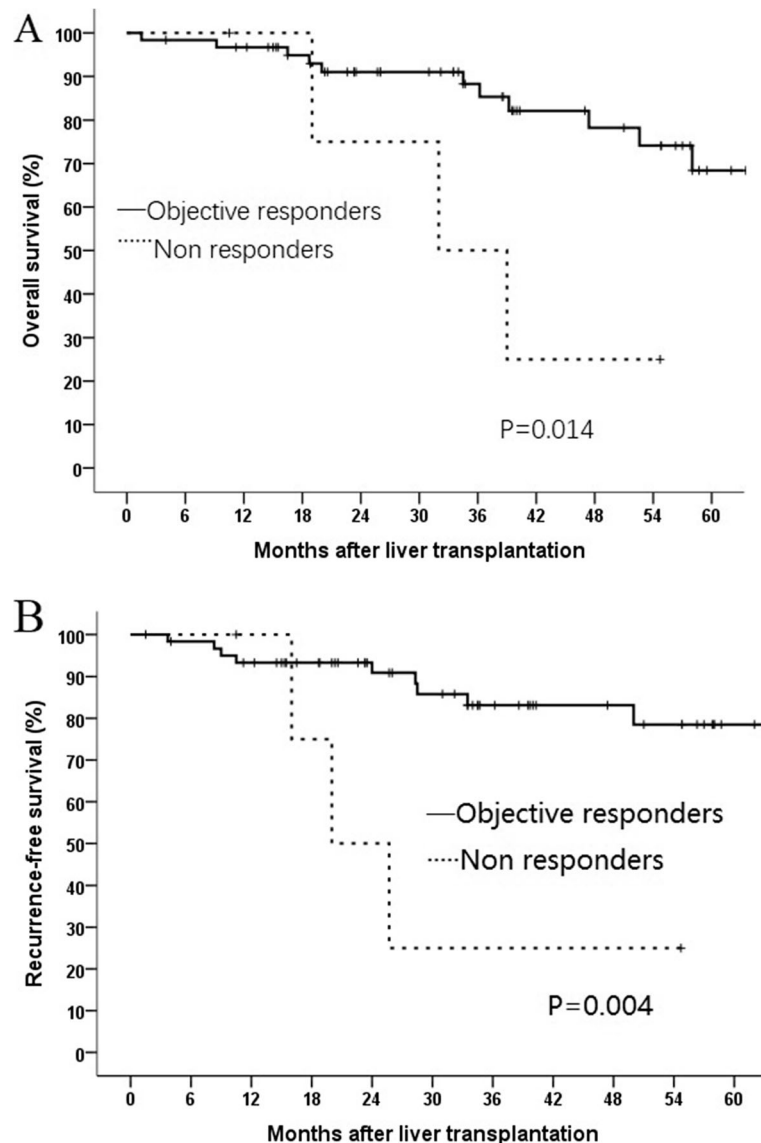 A
100
90
80
70
60
50
40
30
20
10
0
Overall survival (%)
Objective responders
Non responders
P=0.014
0 6 12 18 24 30 36 42 48 54 60
Months after liver transplantation
B
100
90
80
70
60
50
40
30
20
10
0
Recurrence-free survival (%)
Objective responders
Non responders
P=0.004
0 6 12 18 24 30 36 42 48 54 60
Months after liver transplantation